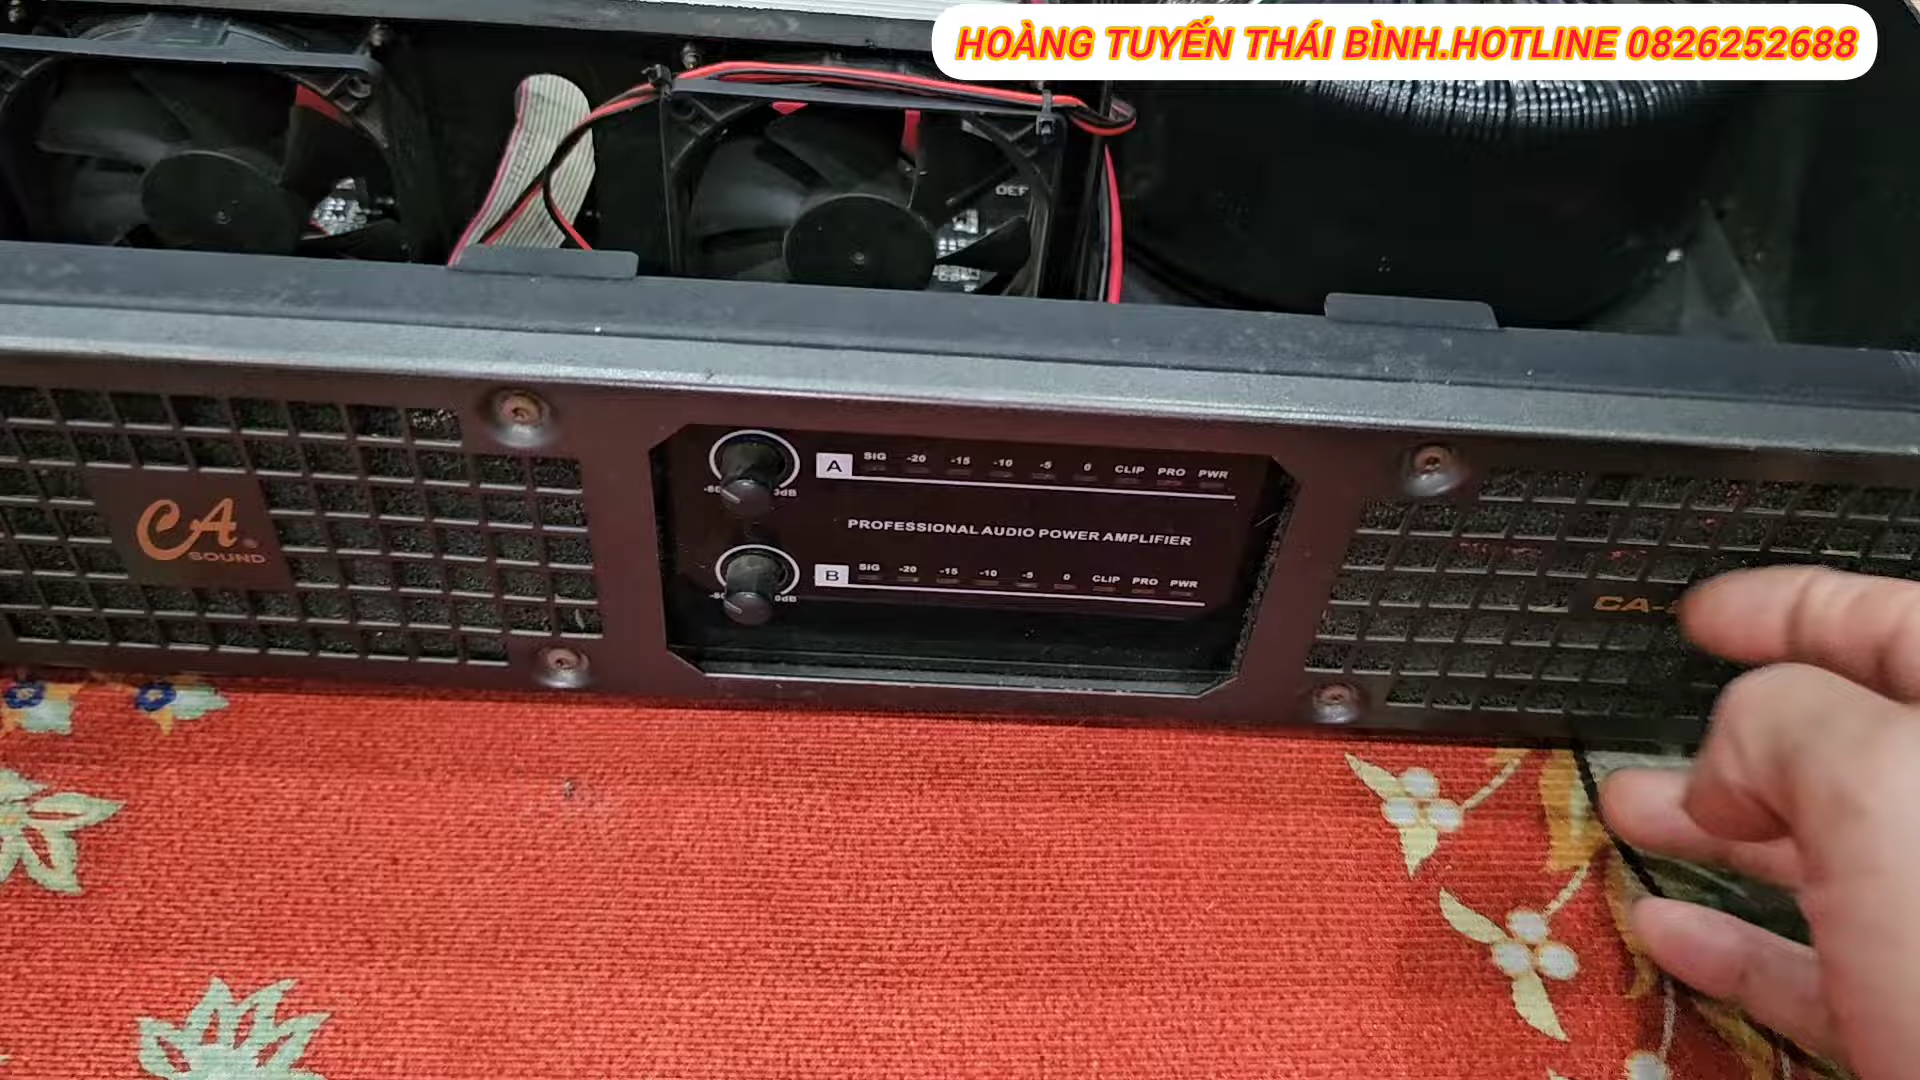 HOÀNG TUYẾN THÁI BÌNH.HOTLINE 0826252688
A SIG -20 -15 -10 -5 0 CLIP PRO PWR
0dB
PROFESSIONAL AUDIO POWER AMPLIFIER
CA
SOUND
B SIG -20 -15 -10 -5 0 CLIP PRO PWR
0dB
CA-